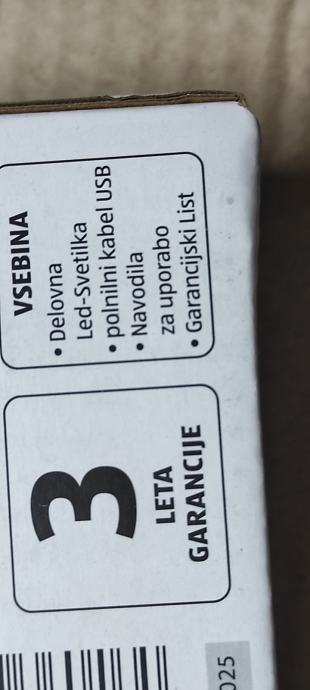 VSEBINA
• Delovna
Led-Svetilka
• polnilni kabel USB
• Navodila
za uporabo
• Garancijski List
3
LETA
GARANCIJE
025